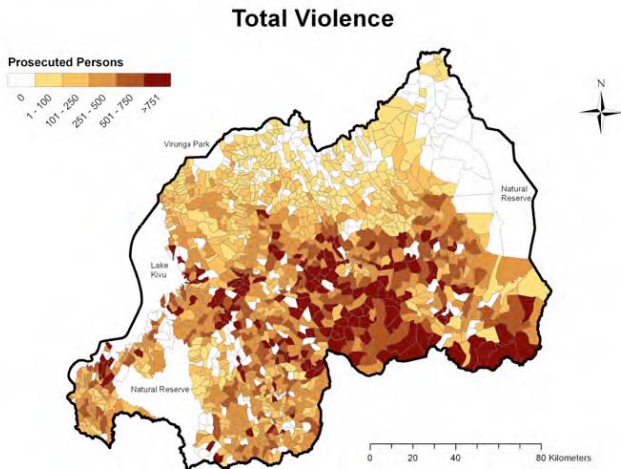 Total Violence
Prosecuted Persons
0
1 - 100
101 - 250
251 - 500
501 - 750
>751
N
Virunga Park
Natural
Reserve
Lake
Kivu
Natural Reserve
0 20 40 60 80 Kilometers